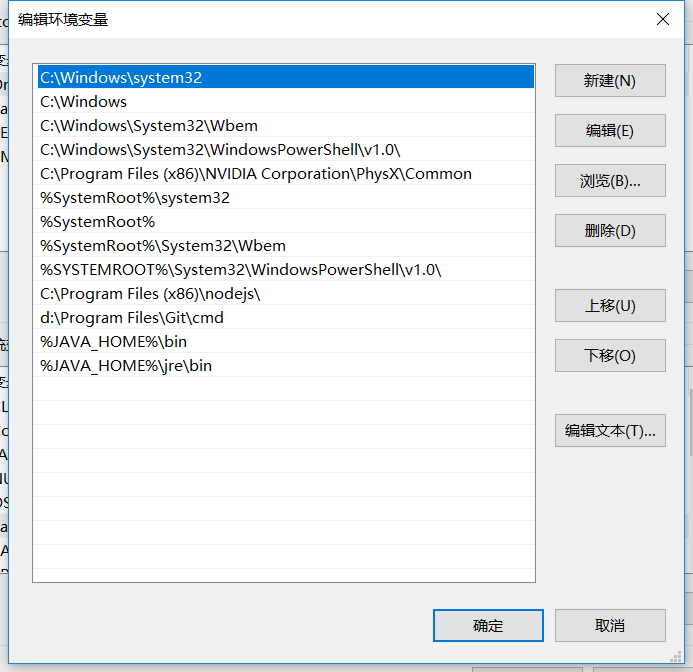 编辑环境变量
C:\Windows\system32
C:\Windows
C:\Windows\System32\Wbem
C:\Windows\System32\WindowsPowerShell\v1.0\
C:\Program Files (x86)\NVIDIA Corporation\PhysX\Common
%SystemRoot%\system32
%SystemRoot%
%SystemRoot%\System32\Wbem
%SYSTEMROOT%\System32\WindowsPowerShell\v1.0\
C:\Program Files (x86)\nodejs\
d:\Program Files\Git\cmd
%JAVA_HOME%\bin
%JAVA_HOME%\jre\bin
新建(N)
编辑(E)
浏览(B)...
删除(D)
上移(U)
下移(O)
编辑文本(T)...
确定
取消